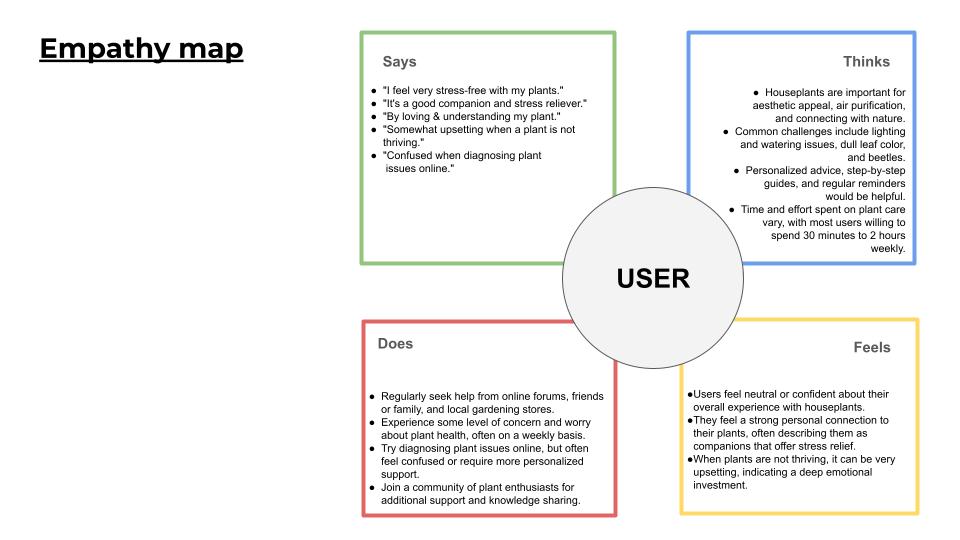 Empathy map
Says
● "I feel very stress-free with my plants."
● "It's a good companion and stress reliever."
● "By loving & understanding my plant."
● "Somewhat upsetting when a plant is not
thriving."
● "Confused when diagnosing plant
issues online."
Thinks
● Houseplants are important for
aesthetic appeal, air purification,
and connecting with nature.
● Common challenges include lighting
and watering issues, dull leaf color,
and beetles.
● Personalized advice, step-by-step
guides, and regular reminders
would be helpful.
● Time and effort spent on plant care
vary, with most users willing to
spend 30 minutes to 2 hours
weekly.
USER
Does
● Regularly seek help from online forums, friends
or family, and local gardening stores.
● Experience some level of concern and worry
about plant health, often on a weekly basis.
● Try diagnosing plant issues online, but often
feel confused or require more personalized
support.
● Join a community of plant enthusiasts for
additional support and knowledge sharing.
Feels
●Users feel neutral or confident about their
overall experience with houseplants.
●They feel a strong personal connection to
their plants, often describing them as
companions that offer stress relief.
●When plants are not thriving, it can be very
upsetting, indicating a deep emotional
investment.